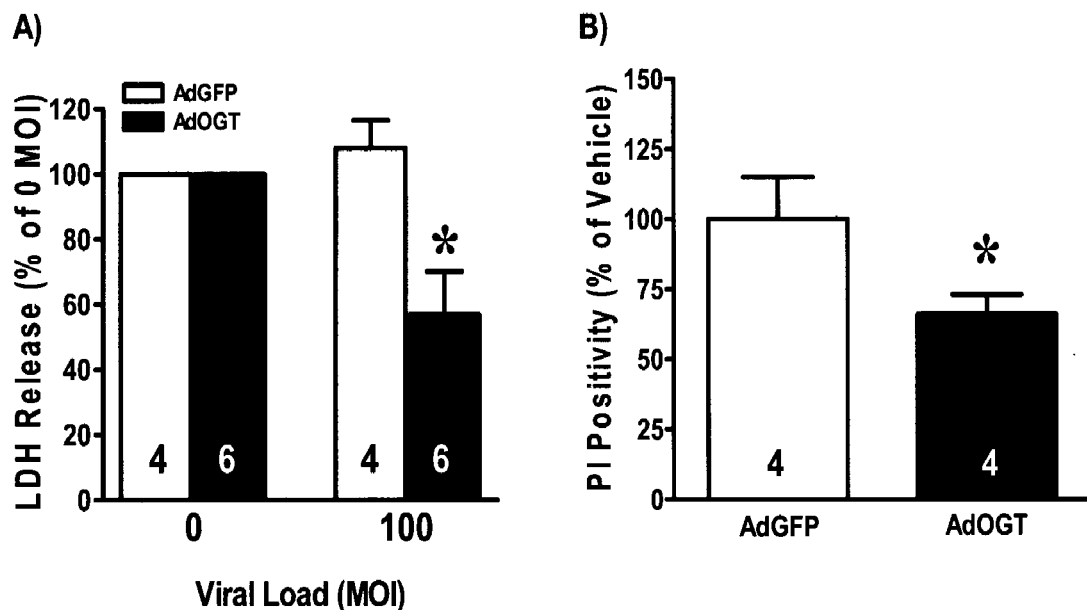 A)
AdGFP
AdOGT
LDH Release (% of 0 MOI)
120
100
80
60
40
20
0
*
4
6
4
6
0
100
Viral Load (MOI)
B)
PI Positivity (% of Vehicle)
150
125
100
75
50
25
0
*
4
4
AdGFP
AdOGT